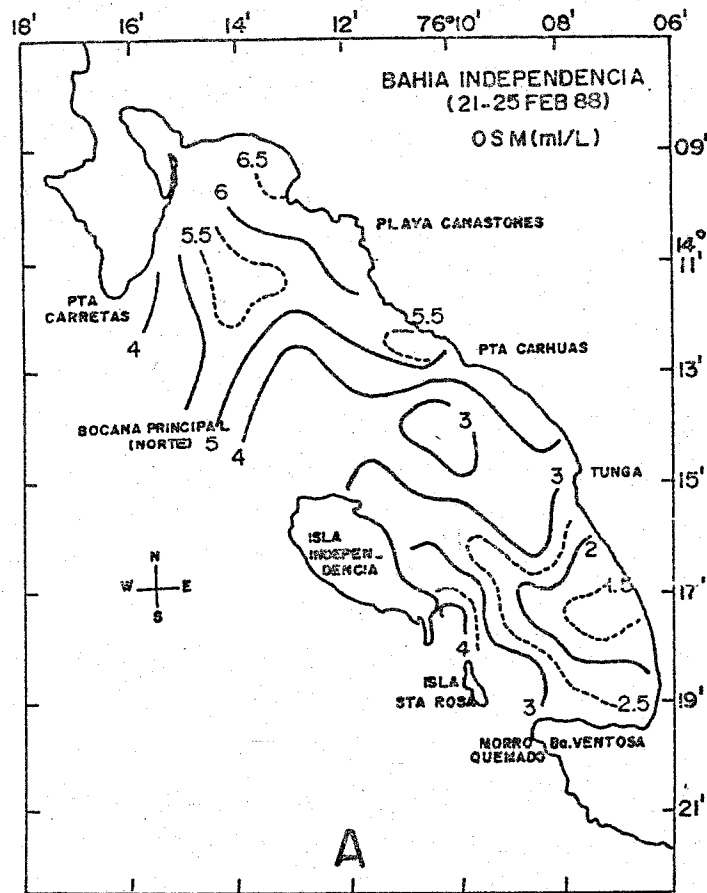 18' 16' 14' 12' 76°10' 08' 06'
BAHIA INDEPENDENCIA
(21-25 FEB 88)
OSM (ml/L)
09'
6.5
6
PLAYA CANASTONES
5.5
14°
11'
PTA
CARRETAS
4
5.5
PTA CARHUAS
13'
BOCANA PRINCIPAL
(NORTE)
5
4
3
3
TUNGA
15'
ISLA
INDEPEN-
DENCIA
2
N
W E
S
1.5
17'
4
ISLA
STA ROSA
3
2.5
19'
MORRO
QUEMADO
Ba. VENTOSA
21'
A